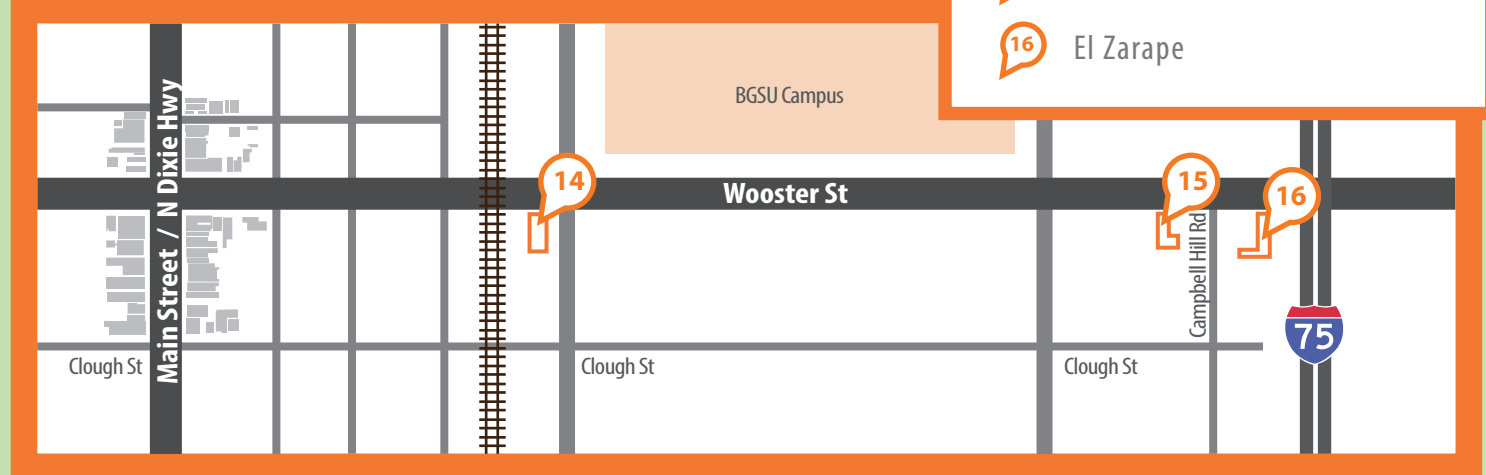 16 El Zarape
BGSU Campus
Main Street / N Dixie Hwy
14
Wooster St
15
16
Campbell Hill Rd
75
Clough St
Clough St
Clough St